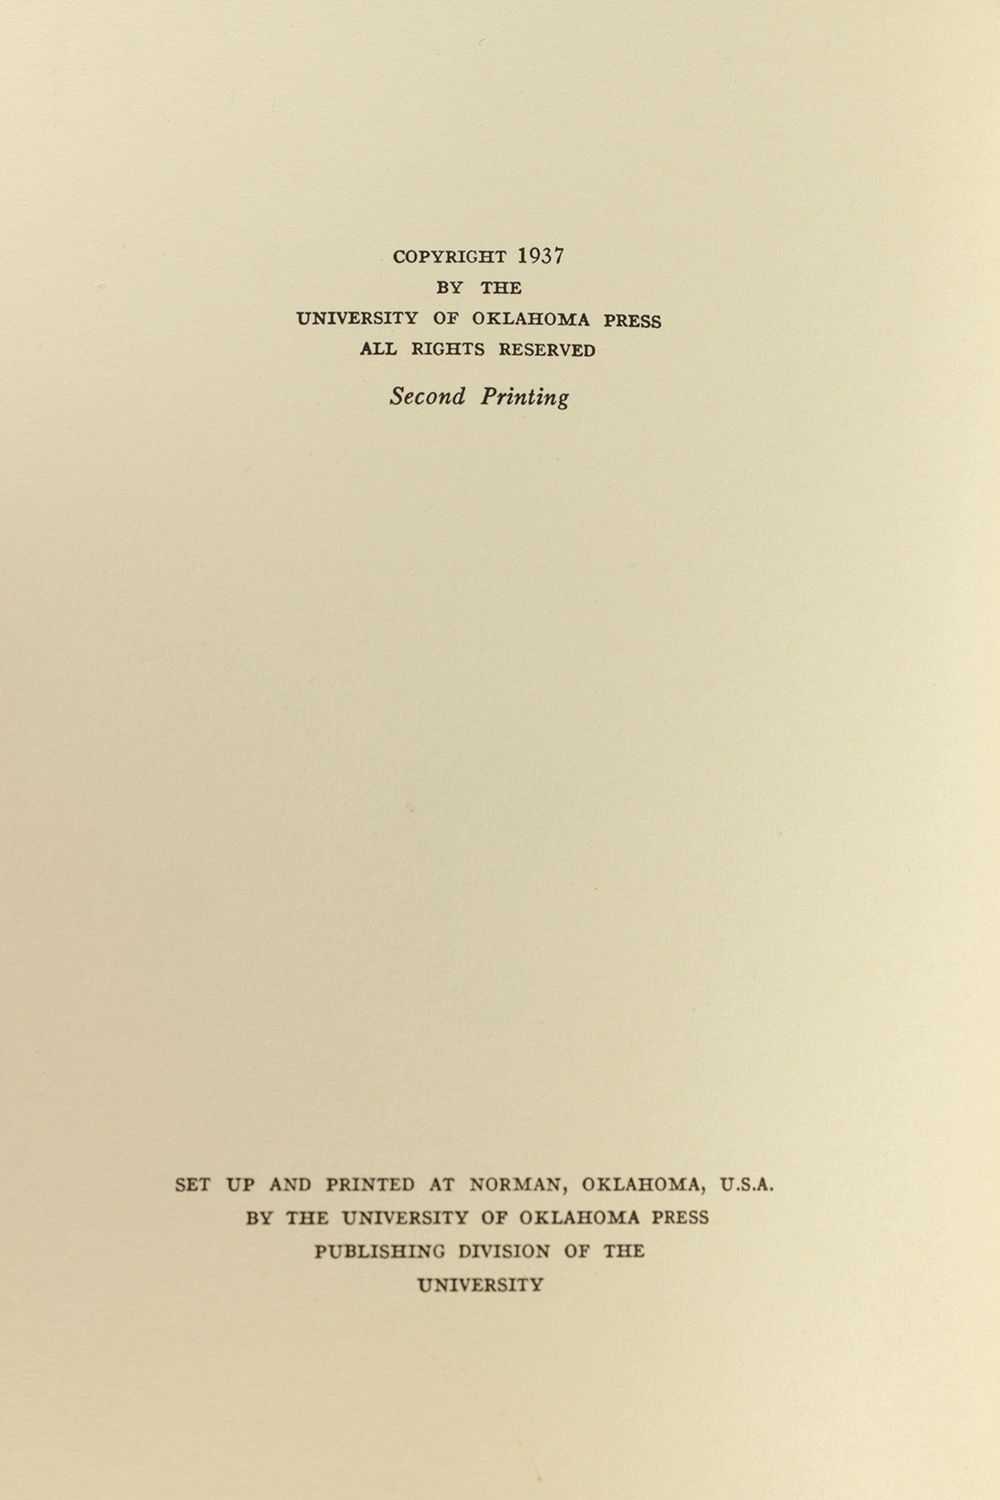 COPYRIGHT 1937
BY THE
UNIVERSITY OF OKLAHOMA PRESS
ALL RIGHTS RESERVED
Second Printing
SET UP AND PRINTED AT NORMAN, OKLAHOMA, U.S.A.
BY THE UNIVERSITY OF OKLAHOMA PRESS
PUBLISHING DIVISION OF THE
UNIVERSITY